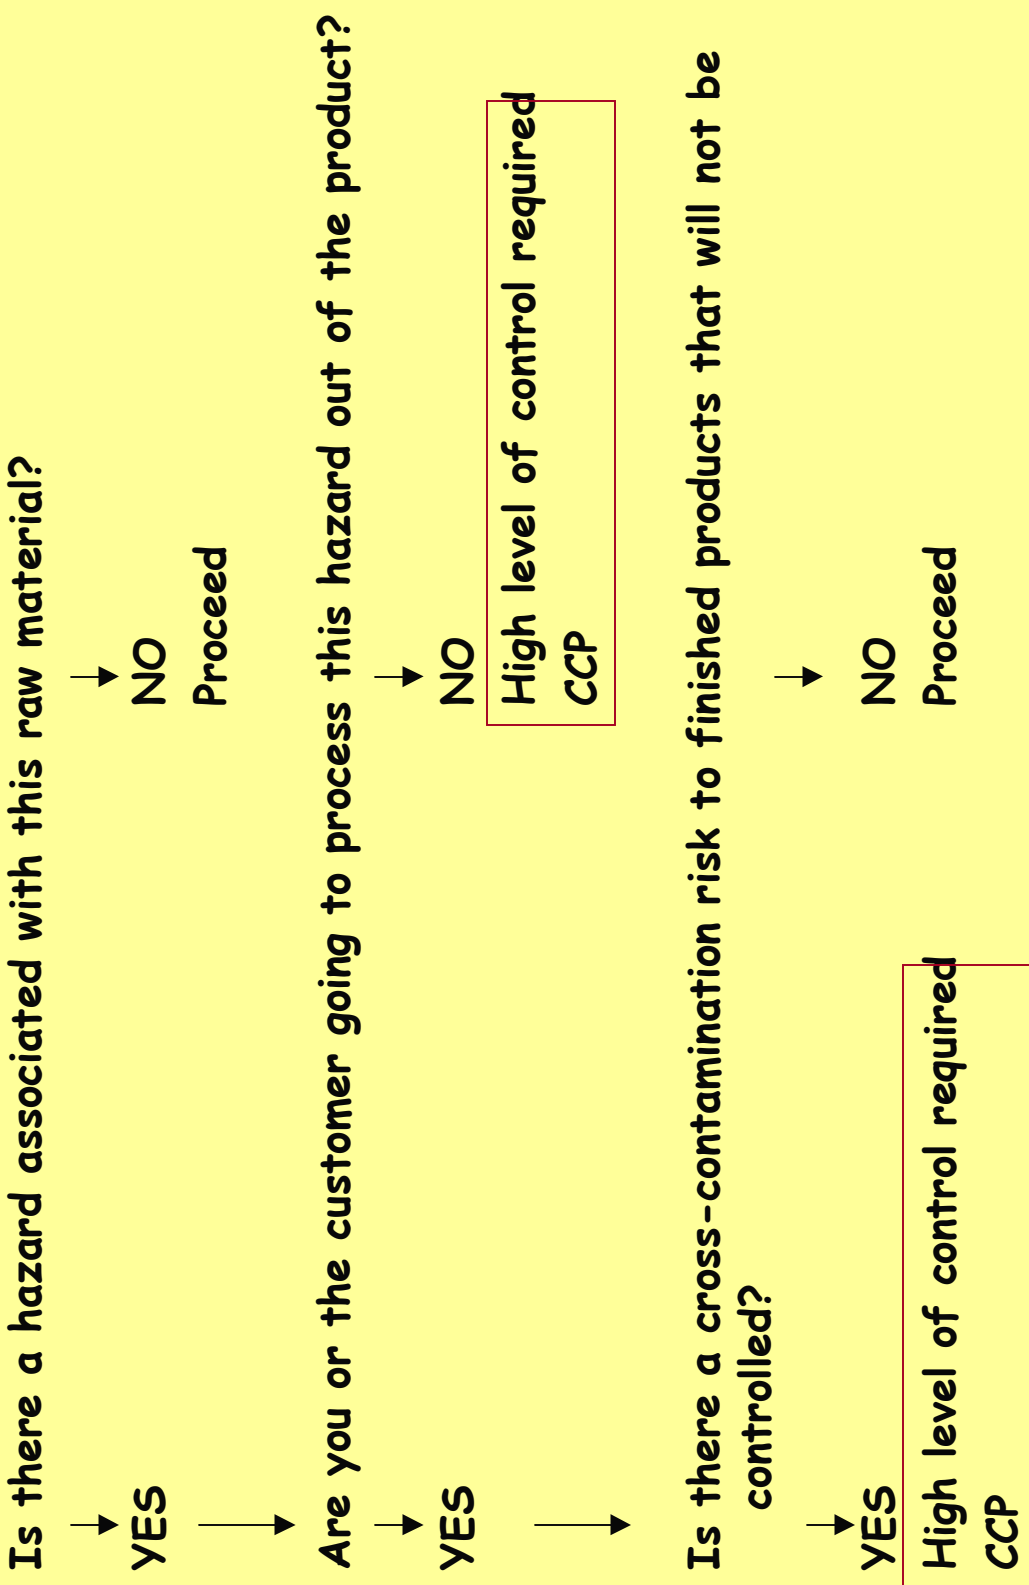 Is there a hazard associated with this raw material?
YES
NO
Proceed
Are you or the customer going to process this hazard out of the product?
YES
NO
High level of control required
CCP
Is there a cross-contamination risk to finished products that will not be
controlled?
YES
NO
High level of control required
Proceed
CCP